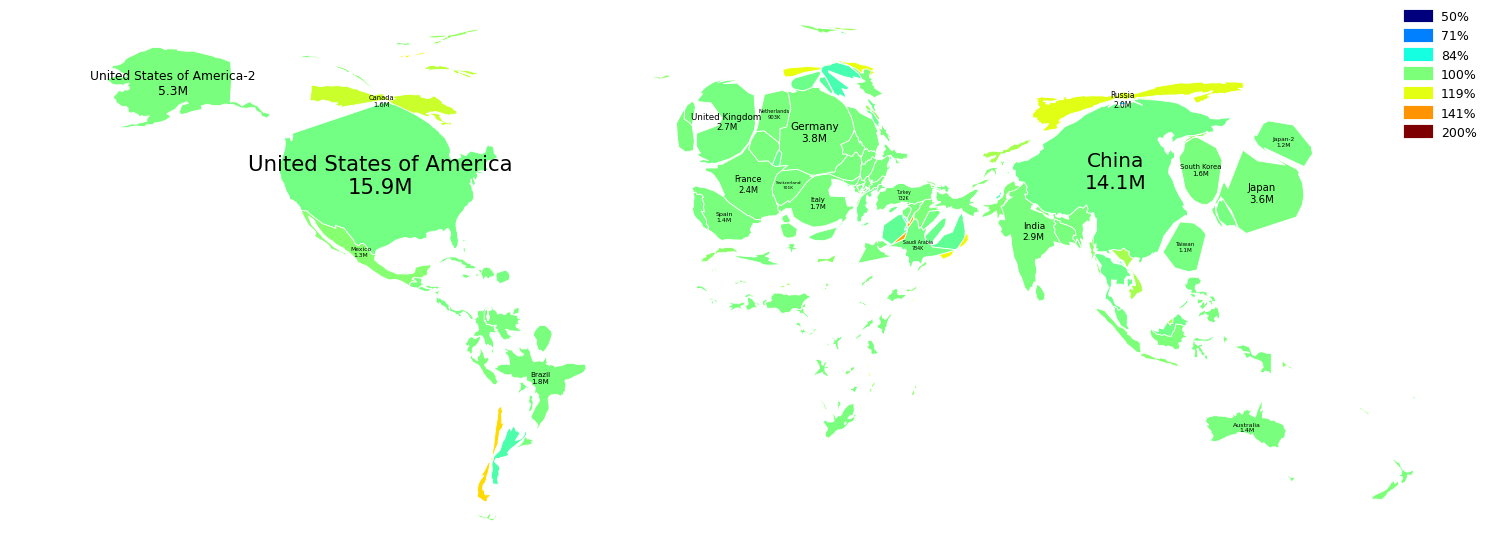 50%
71%
84%
100%
119%
141%
200%
United States of America-2
5.3M
Canada
1.6M
United States of America
15.9M
Mexico
1.3M
Brazil
1.8M
United Kingdom
2.7M
Netherlands
903K
Germany
3.8M
France
2.4M
Switzerland
701K
Italy
1.7M
Spain
1.4M
Turkey
732K
Saudi Arabia
784K
Russia
2.0M
China
14.1M
South Korea
1.6M
Japan-2
1.2M
Japan
3.6M
India
2.9M
Taiwan
1.1M
Australia
1.4M